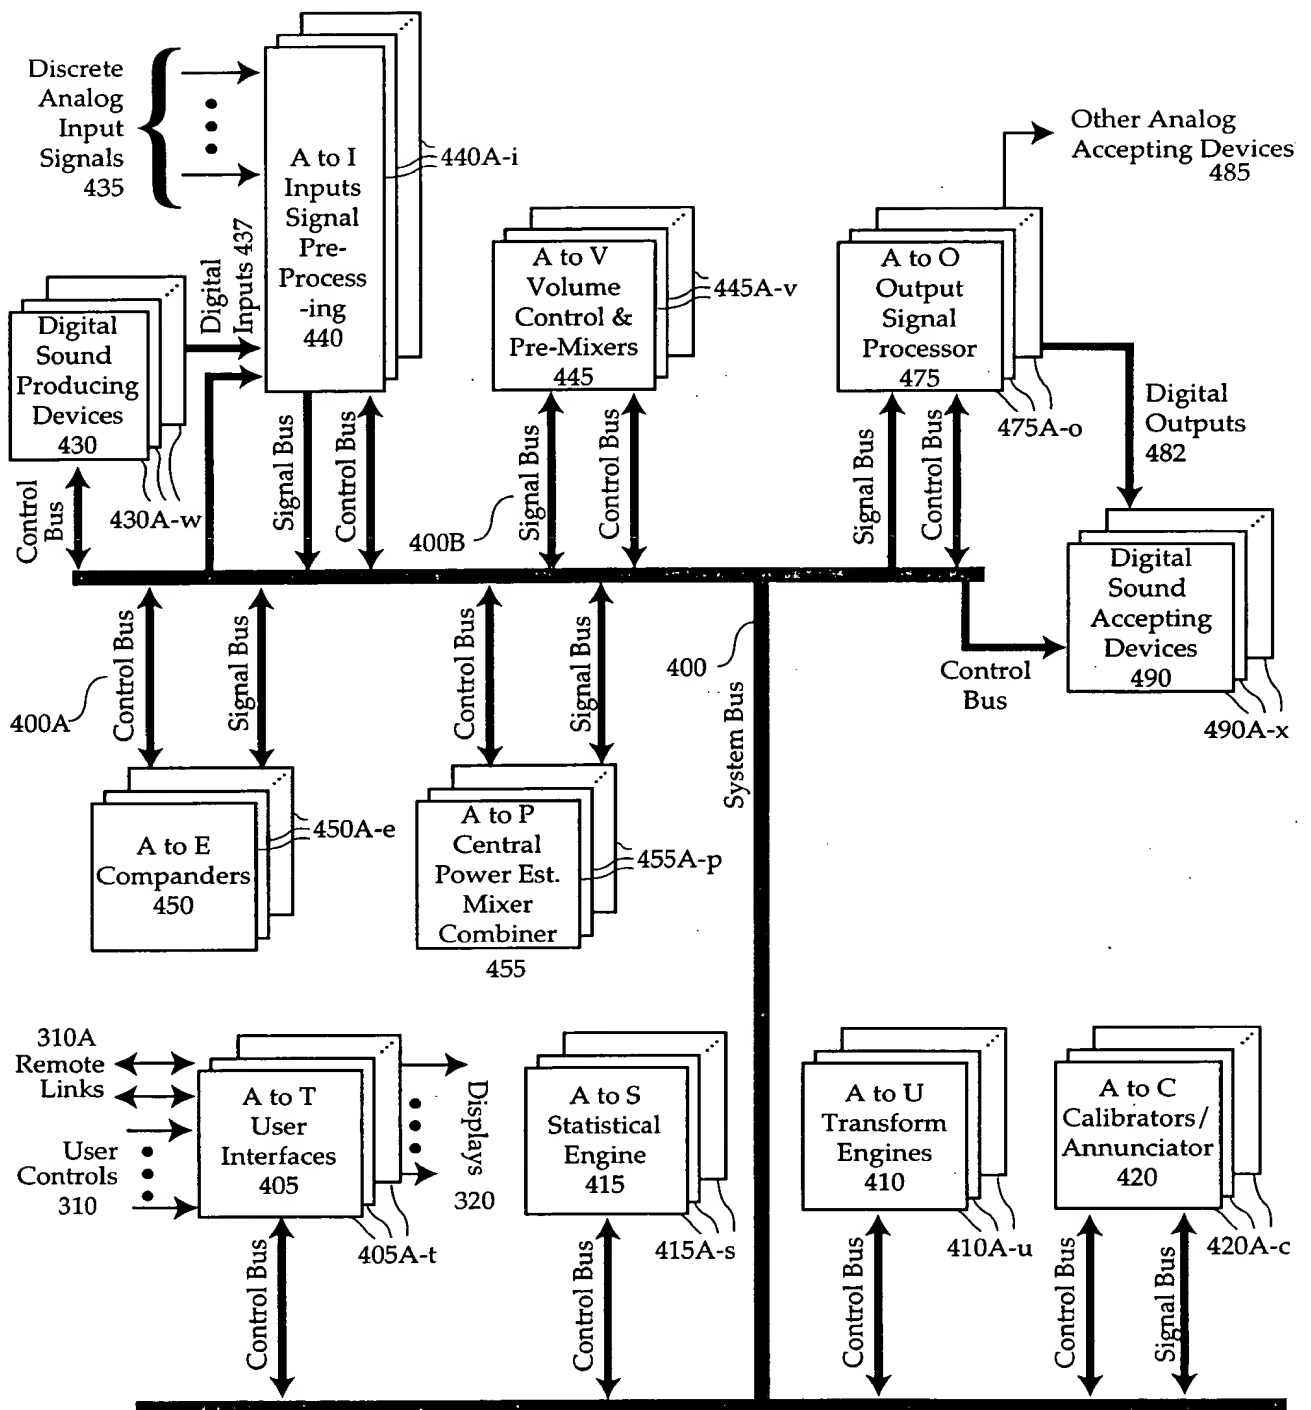 Discrete
Analog
Input
Signals
435
A to I
Inputs
Signal
Pre-
Process
-ing
440
440A-i
Digital
Inputs 437
Digital
Sound
Producing
Devices
430
430A-w
Control
Bus
Signal Bus
Control Bus
A to V
Volume
Control &
Pre-Mixers
445
445A-v
400B
Signal Bus
Control Bus
A to O
Output
Signal
Processor
475
475A-o
Signal Bus
Control Bus
Other Analog
Accepting Devices
485
Digital
Outputs
482
Digital
Sound
Accepting
Devices
490
490A-x
Control
Bus
400A
Control Bus
Signal Bus
A to E
Companders
450
450A-e
Control Bus
Signal Bus
A to P
Central
Power Est.
Mixer
Combiner
455
455A-p
400
System Bus
310A
Remote
Links
User
Controls
310
A to T
User
Interfaces
405
405A-t
Displays
320
Control Bus
A to S
Statistical
Engine
415
415A-s
Control Bus
A to U
Transform
Engines
410
410A-u
Control Bus
A to C
Calibrators/
Annunciator
420
420A-c
Control Bus
Signal Bus